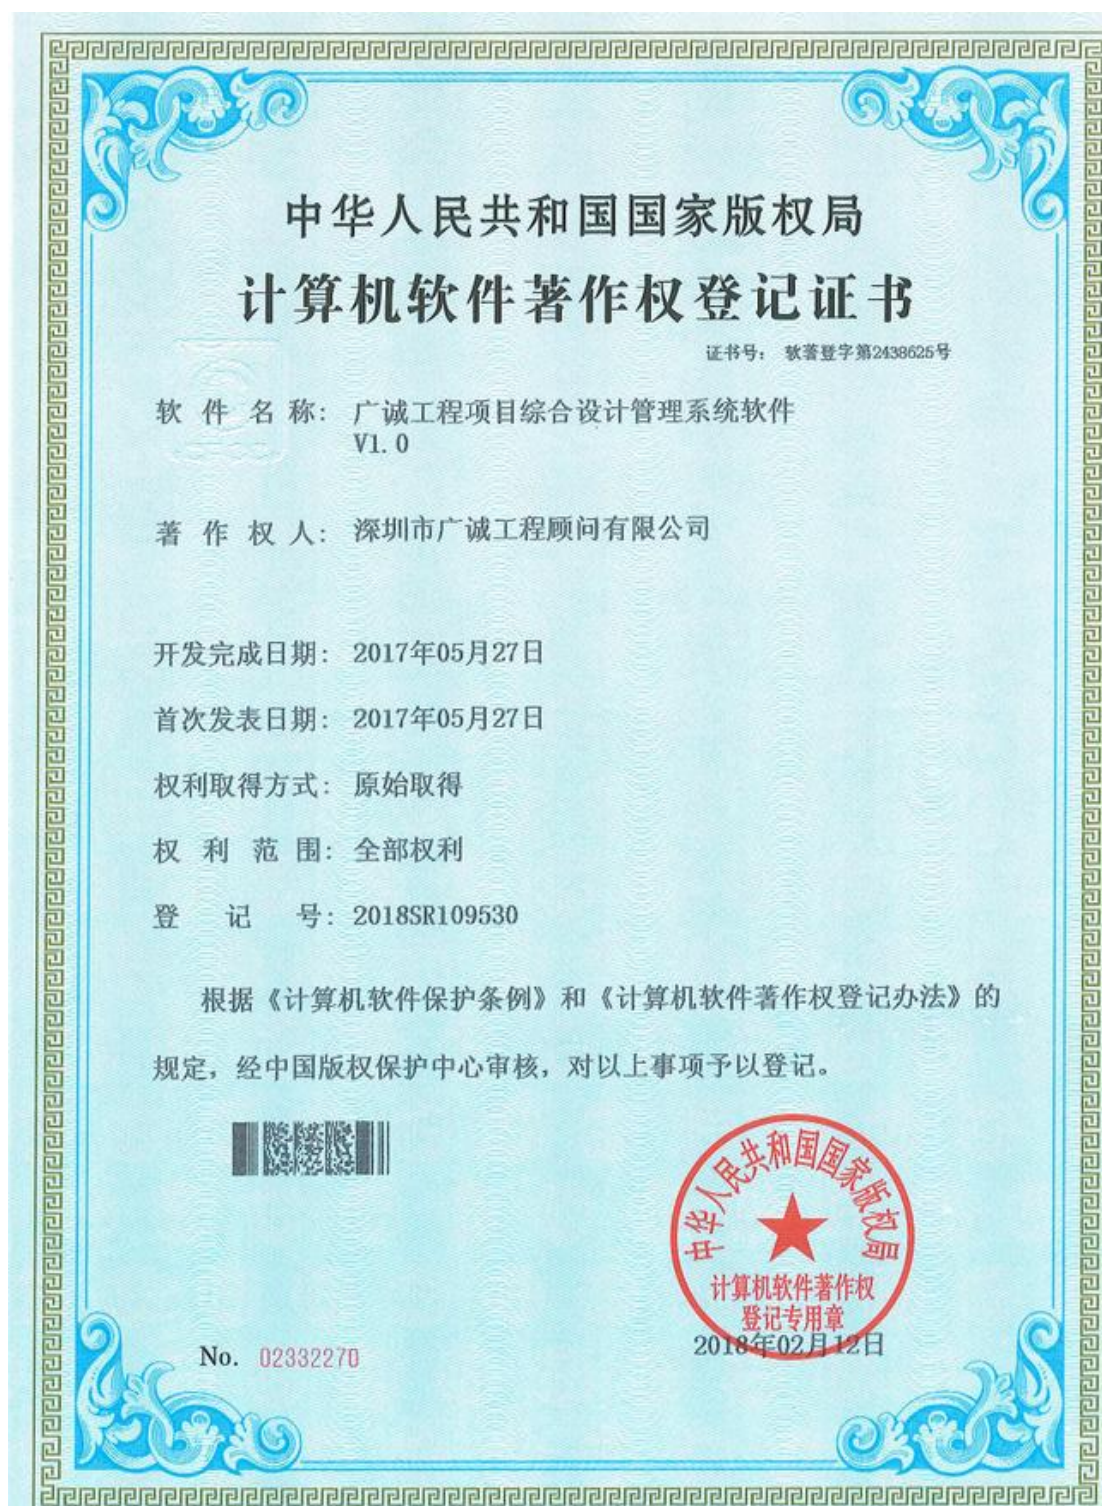 中华人民共和国国家版权局
计算机软件著作权登记证书
证书号： 软著登字第2438625号
软件名称： 广诚工程项目综合设计管理系统软件
V1.0
著作权人： 深圳市广诚工程顾问有限公司
开发完成日期： 2017年05月27日
首次发表日期： 2017年05月27日
权利取得方式： 原始取得
权利范围： 全部权利
登记号： 2018SR109530
根据《计算机软件保护条例》和《计算机软件著作权登记办法》的
规定，经中国版权保护中心审核，对以上事项予以登记。
中华人民共和国国家版权局
计算机软件著作权
登记专用章
2018年02月12日
No. 02332270